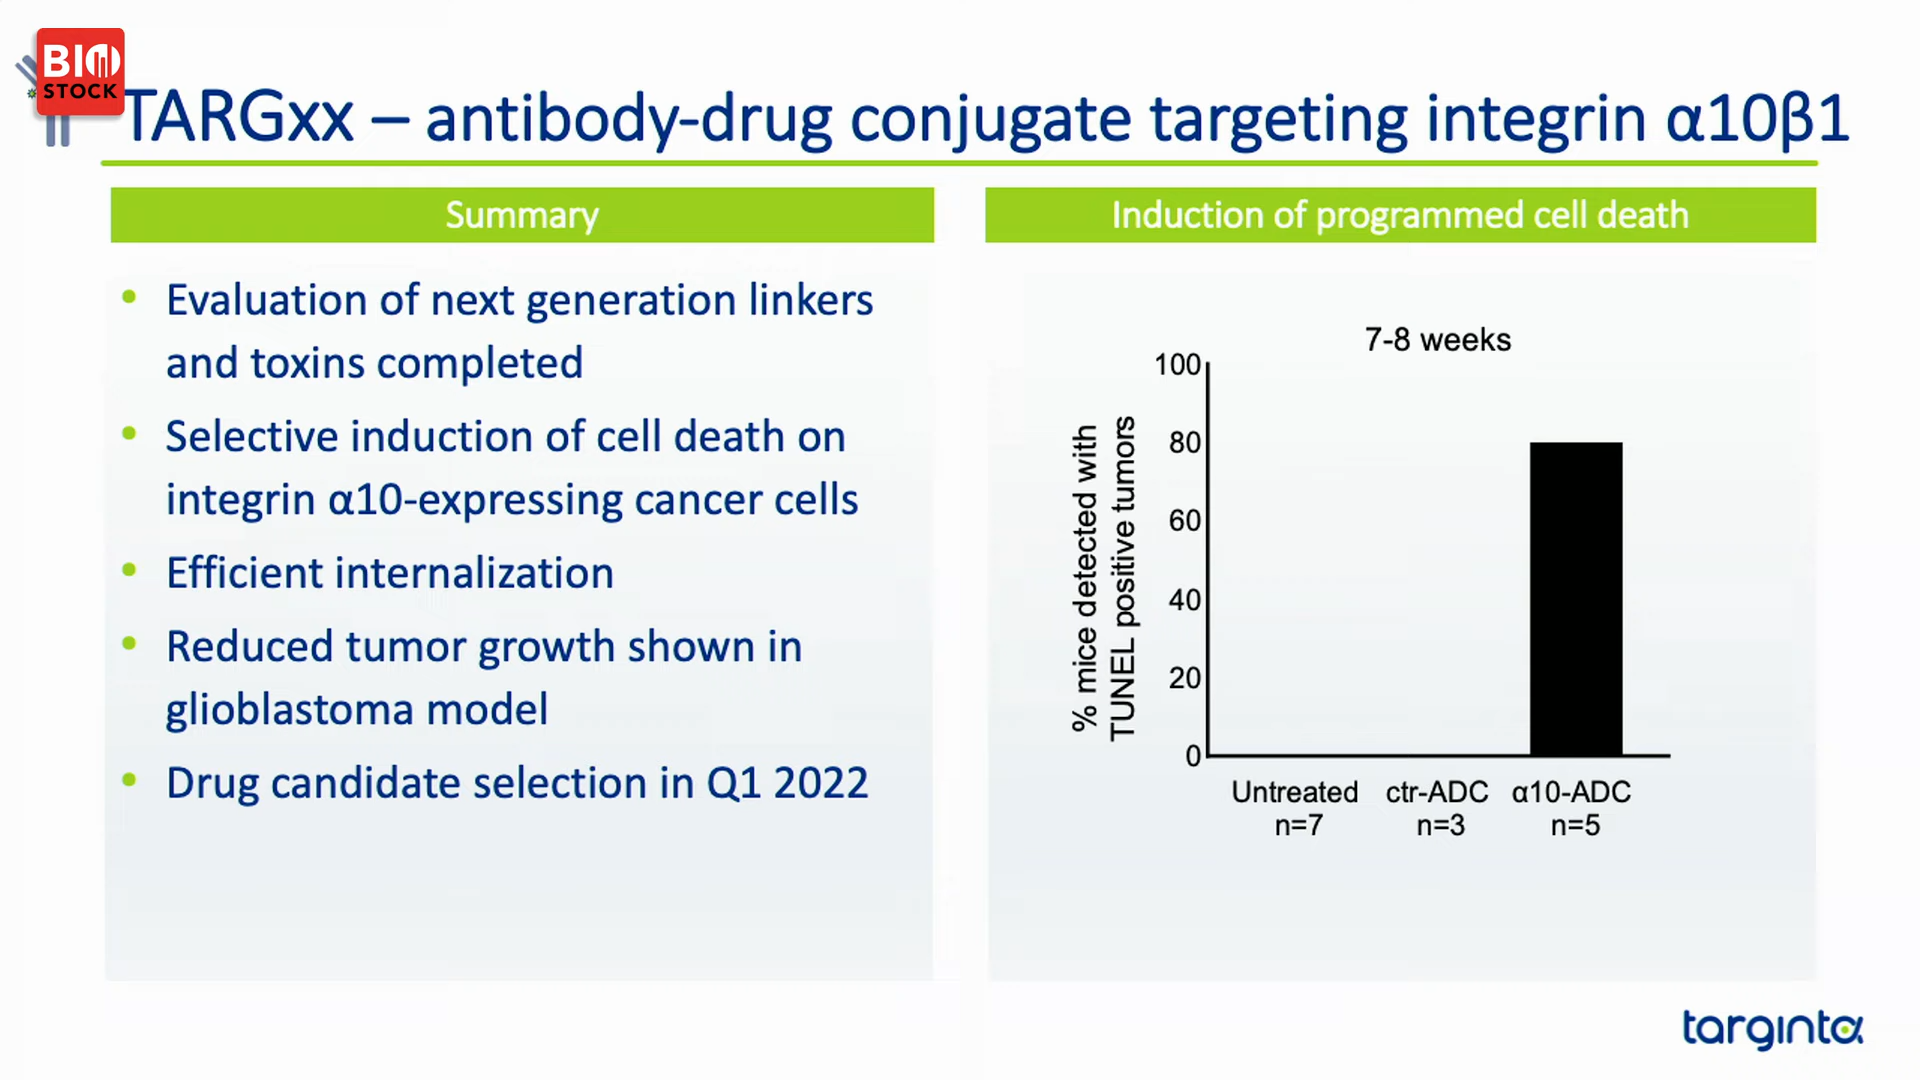 BIO
STOCK
TARGxx – antibody-drug conjugate targeting integrin α10β1
Summary
• Evaluation of next generation linkers
and toxins completed
• Selective induction of cell death on
integrin α10-expressing cancer cells
• Efficient internalization
• Reduced tumor growth shown in
glioblastoma model
• Drug candidate selection in Q1 2022
Induction of programmed cell death
7-8 weeks
% mice detected with
TUNEL positive tumors
100
80
60
40
20
0
Untreated ctr-ADC α10-ADC
n=7 n=3 n=5
targinta